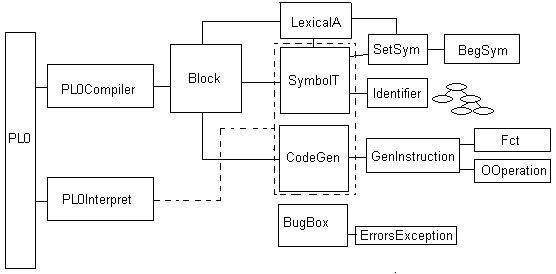 LexicalA
SetSym
BegSym
Block
SymbolT
PL0Compiler
Identifier
PL0
CodeGen
GenInstruction
Fct
OOperation
PL0Interpret
BugBox
ErrorsException